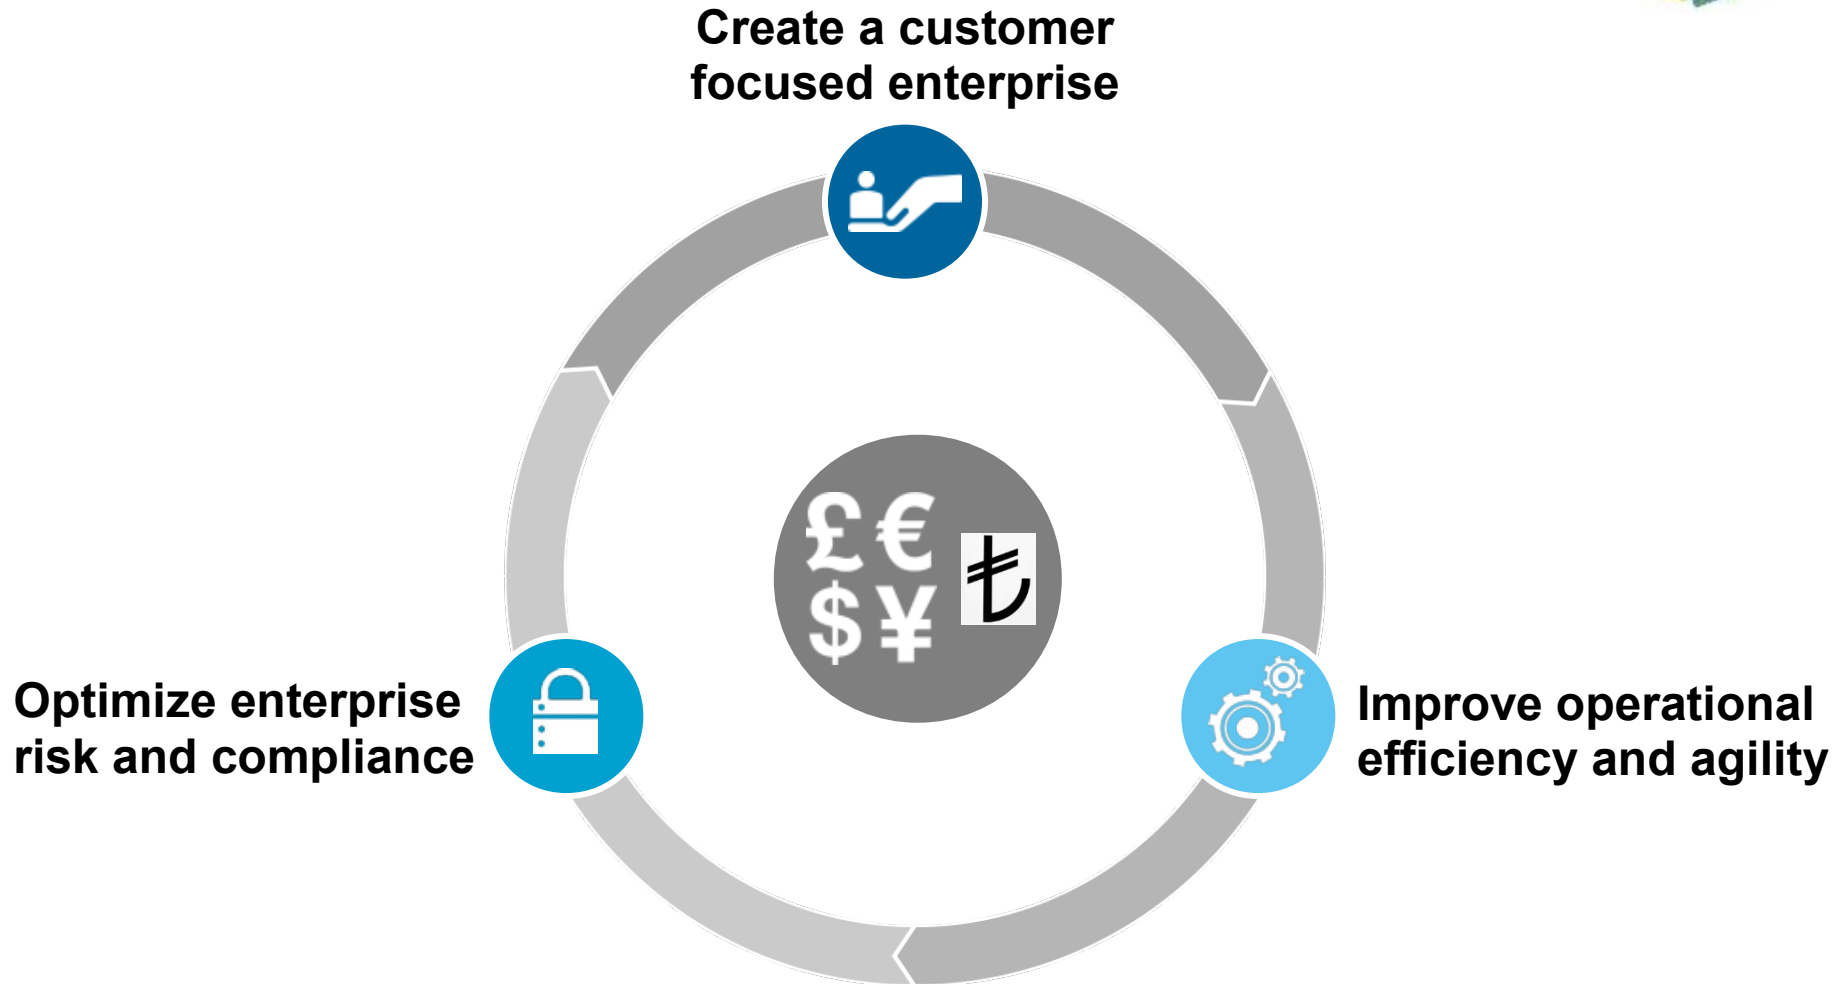 Create a customer
focused enterprise
£ €
$ ¥
₺
Optimize enterprise
risk and compliance
Improve operational
efficiency and agility